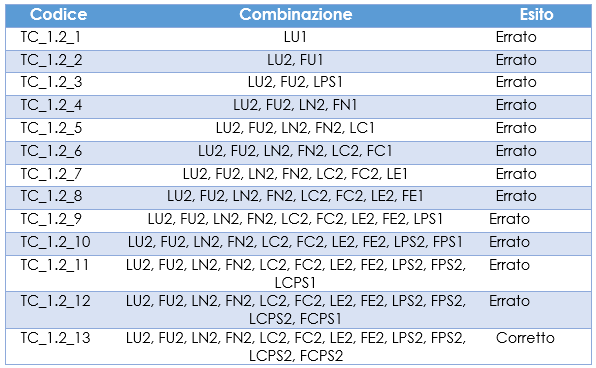 Codice Combinazione Esito
TC_1.2_1 LU1 Errato
TC_1.2_2 LU2, FU1 Errato
TC_1.2_3 LU2, FU2, LPS1 Errato
TC_1.2_4 LU2, FU2, LN2, FN1 Errato
TC_1.2_5 LU2, FU2, LN2, FN2, LC1 Errato
TC_1.2_6 LU2, FU2, LN2, FN2, LC2, FC1 Errato
TC_1.2_7 LU2, FU2, LN2, FN2, LC2, FC2, LE1 Errato
TC_1.2_8 LU2, FU2, LN2, FN2, LC2, FC2, LE2, FE1 Errato
TC_1.2_9 LU2, FU2, LN2, FN2, LC2, FC2, LE2, FE2, LPS1 Errato
TC_1.2_10 LU2, FU2, LN2, FN2, LC2, FC2, LE2, FE2, LPS2, FPS1 Errato
TC_1.2_11 LU2, FU2, LN2, FN2, LC2, FC2, LE2, FE2, LPS2, FPS2, Errato
LCPS1
TC_1.2_12 LU2, FU2, LN2, FN2, LC2, FC2, LE2, FE2, LPS2, FPS2, Errato
LCPS2, FCPS1
TC_1.2_13 LU2, FU2, LN2, FN2, LC2, FC2, LE2, FE2, LPS2, FPS2, Corretto
LCPS2, FCPS2